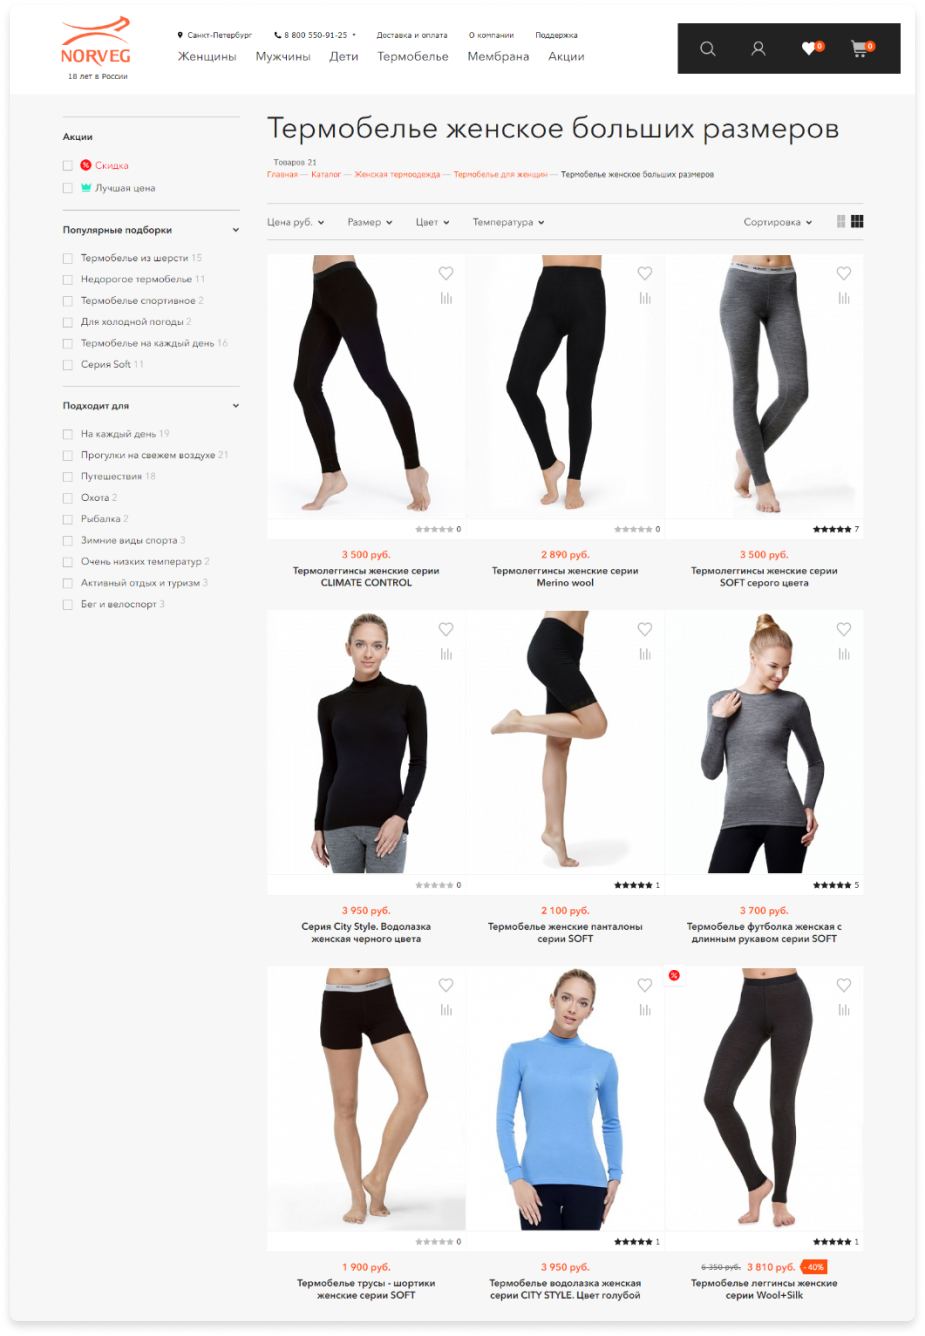 NORVEG
18 лет в России
Санкт-Петербург 8 800 550-91-25 Доставка и оплата О компании Поддержка
Женщины Мужчины Дети Термобелье Мембрана Акции
0 0
Акции
% Скидка
Лучшая цена
Популярные подборки
Термобелье из шерсти 15
Недорогое термобелье 11
Термобелье спортивное 2
Для холодной погоды 2
Термобелье на каждый день 16
Серия Soft 11
Подходит для
На каждый день 19
Прогулки на свежем воздухе 21
Путешествия 18
Охота 2
Рыбалка 2
Зимние виды спорта 3
Очень низких температур 2
Активный отдых и туризм 3
Бег и велоспорт 3
Термобелье женское больших размеров
Товаров 21
Главная — Каталог — Женская термоодежда — Термобелье для женщин — Термобелье женское больших размеров
Цена руб. Размер Цвет Температура Сортировка
0 0 7
3 500 руб. 2 890 руб. 3 500 руб.
Термолеггинсы женские серии Термолеггинсы женские серии Термолеггинсы женские серии
CLIMATE CONTROL Merino wool SOFT серого цвета
0 1 5
3 950 руб. 2 100 руб. 3 700 руб.
Серия City Style. Водолазка Термобелье женские панталоны Термобелье футболка женская с
женская черного цвета серии SOFT длинным рукавом серии SOFT
%
0 1 1
1 900 руб. 3 950 руб. 6 350 руб. 3 810 руб. - 40%
Термобелье трусы - шортики Термобелье водолазка женская Термобелье леггинсы женские
женские серии SOFT серии CITY STYLE. Цвет голубой серии Wool+Silk